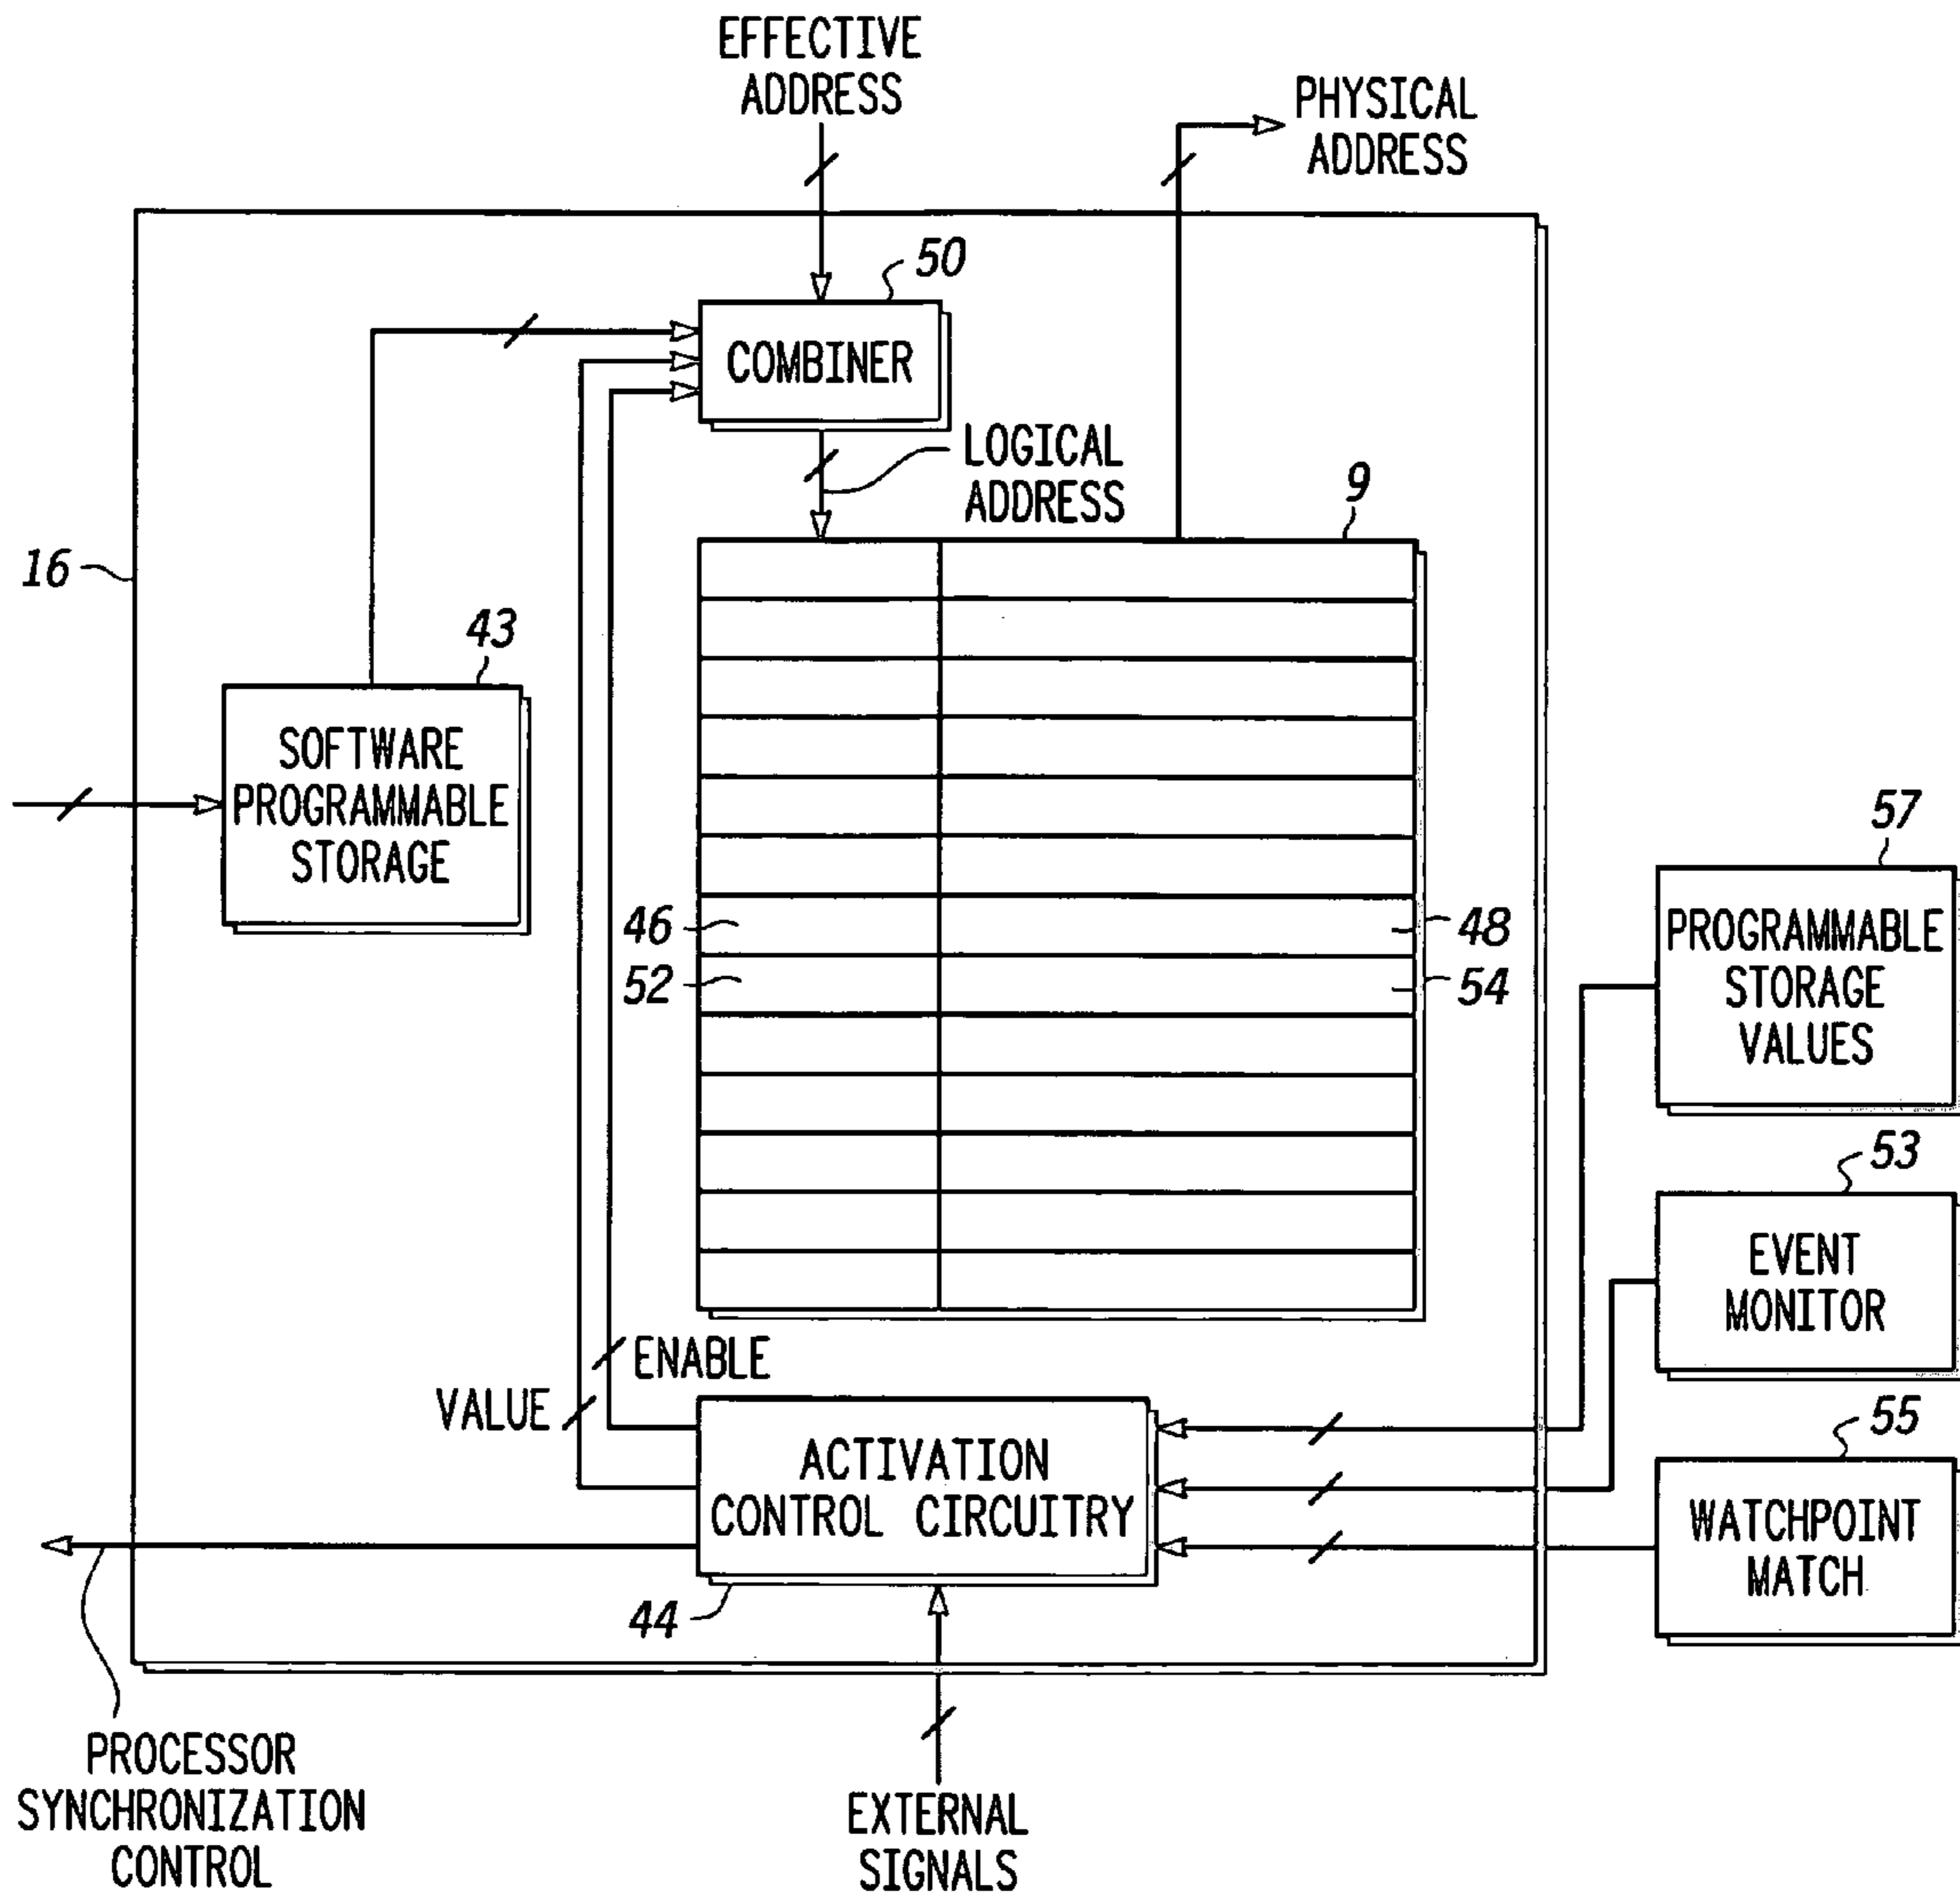 EFFECTIVE
ADDRESS
PHYSICAL
ADDRESS
50
COMBINER
LOGICAL
ADDRESS
9
16
43
SOFTWARE
PROGRAMMABLE
STORAGE
46
48
52
54
57
PROGRAMMABLE
STORAGE
VALUES
53
EVENT
MONITOR
ENABLE
VALUE
55
ACTIVATION
CONTROL CIRCUITRY
WATCHPOINT
MATCH
44
PROCESSOR
SYNCHRONIZATION
CONTROL
EXTERNAL
SIGNALS